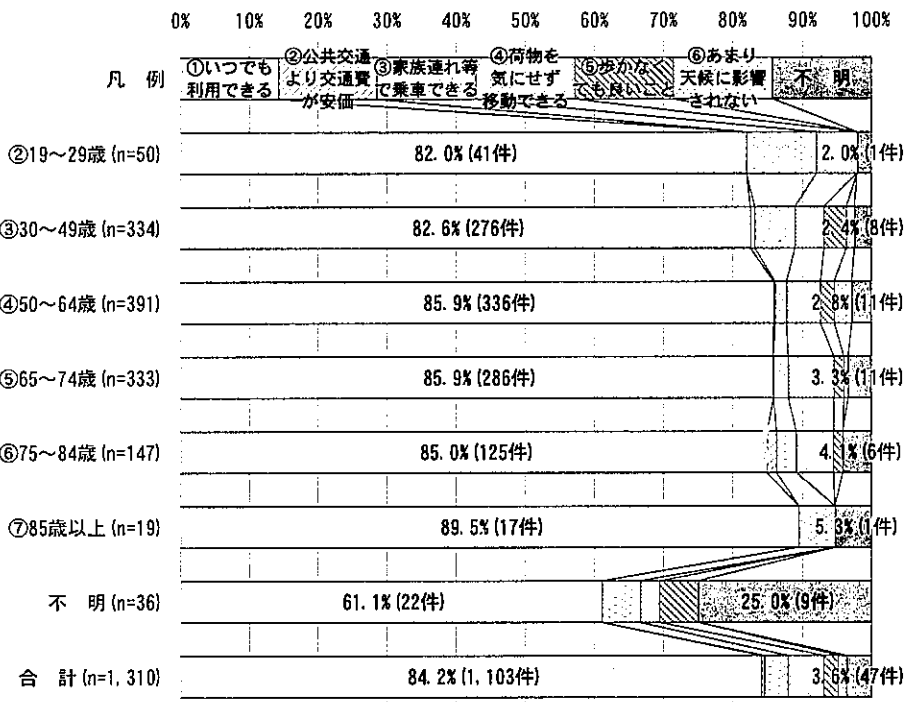 0% 10% 20% 30% 40% 50% 60% 70% 80% 90% 100%
凡 例
①いつでも
利用できる
②公共交通
より交通費
が安価
③家族連れ等
で乗車できる
④荷物を
気にせず
移動できる
⑤歩かな
くても良いこと
⑥あまり
天候に影響
されない
不 明
②19～29歳(n=50) 82.0%(41件) 2.0%(1件)
③30～49歳(n=334) 82.6%(276件) 2.4%(8件)
④50～64歳(n=391) 85.9%(336件) 2.8%(11件)
⑤65～74歳(n=333) 85.9%(286件) 3.3%(11件)
⑥75～84歳(n=147) 85.0%(125件) 4.1%(6件)
⑦85歳以上(n=19) 89.5%(17件) 5.3%(1件)
不 明(n=36) 61.1%(22件) 25.0%(9件)
合 計(n=1,310) 84.2%(1,103件) 3.6%(47件)